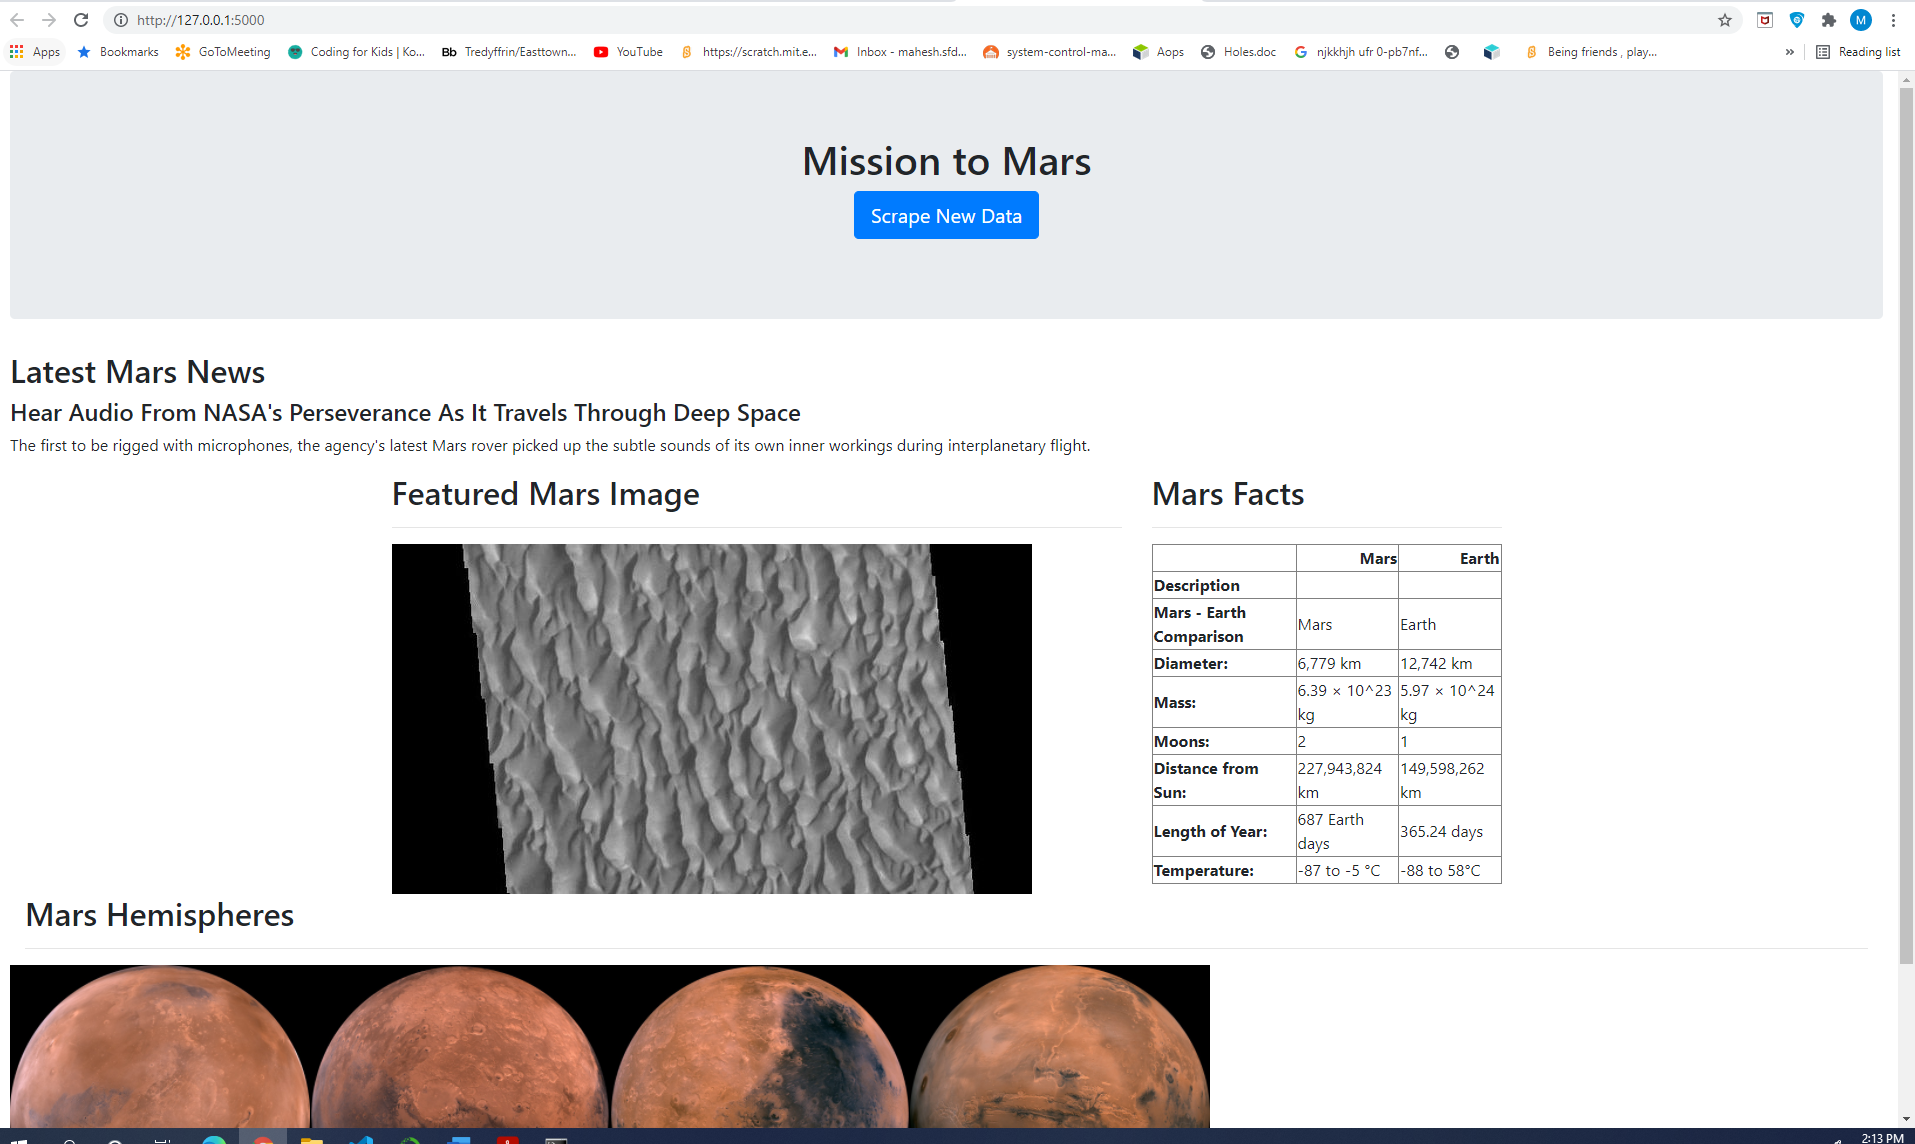 http://127.0.0.1:5000
M
Apps Bookmarks GoToMeeting Coding for Kids | Ko... Bb Tredyffrin/Easttown... YouTube https://scratch.mit.e... Inbox - mahesh.sfd... system-control-ma... Aops Holes.doc njkkhjh ufr 0-pb7nf... Being friends , play... » Reading list
Mission to Mars
Scrape New Data
Latest Mars News
Hear Audio From NASA's Perseverance As It Travels Through Deep Space
The first to be rigged with microphones, the agency's latest Mars rover picked up the subtle sounds of its own inner workings during interplanetary flight.
Featured Mars Image
Mars Facts
Mars Earth
Description
Mars - Earth
Comparison
Mars Earth
Diameter: 6,779 km 12,742 km
Mass: 6.39 × 10^23 kg 5.97 × 10^24 kg
Moons: 2 1
Distance from
Sun:
227,943,824 km 149,598,262 km
Length of Year: 687 Earth days 365.24 days
Temperature: -87 to -5 °C -88 to 58°C
Mars Hemispheres
2:13 PM